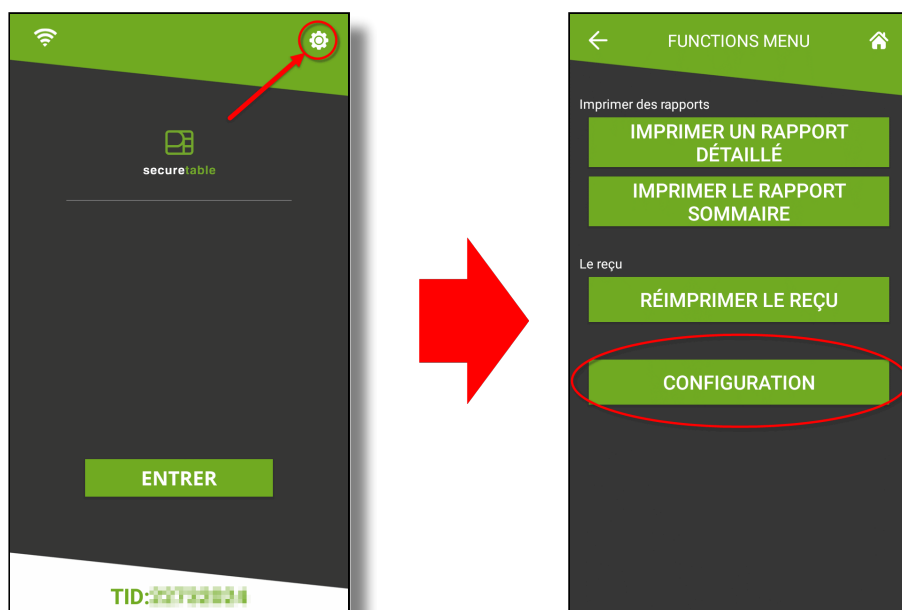 securetable
ENTRER
TID:
FUNCTIONS MENU
Imprimer des rapports
IMPRIMER UN RAPPORT
DÉTAILLÉ
IMPRIMER LE RAPPORT
SOMMAIRE
Le reçu
RÉIMPRIMER LE REÇU
CONFIGURATION